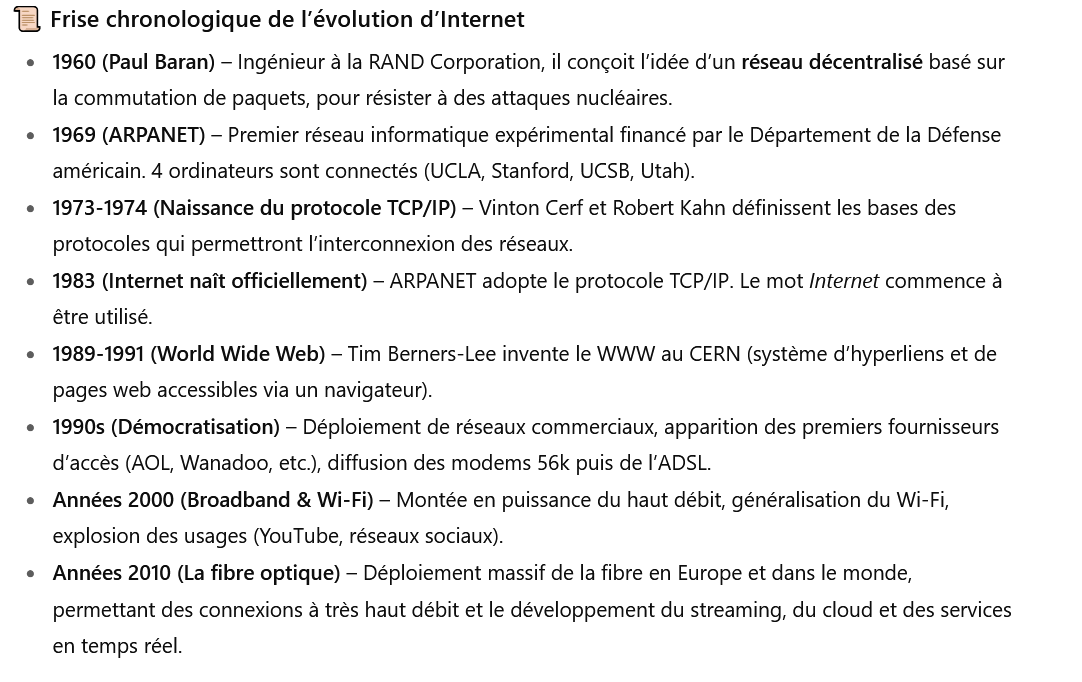 📜 Frise chronologique de l’évolution d’Internet
• 1960 (Paul Baran) – Ingénieur à la RAND Corporation, il conçoit l’idée d’un réseau décentralisé basé sur
la commutation de paquets, pour résister à des attaques nucléaires.
• 1969 (ARPANET) – Premier réseau informatique expérimental financé par le Département de la Défense
américain. 4 ordinateurs sont connectés (UCLA, Stanford, UCSB, Utah).
• 1973-1974 (Naissance du protocole TCP/IP) – Vinton Cerf et Robert Kahn définissent les bases des
protocoles qui permettront l’interconnexion des réseaux.
• 1983 (Internet naît officiellement) – ARPANET adopte le protocole TCP/IP. Le mot Internet commence à
être utilisé.
• 1989-1991 (World Wide Web) – Tim Berners-Lee invente le WWW au CERN (système d’hyperliens et de
pages web accessibles via un navigateur).
• 1990s (Démocratisation) – Déploiement de réseaux commerciaux, apparition des premiers fournisseurs
d’accès (AOL, Wanadoo, etc.), diffusion des modems 56k puis de l’ADSL.
• Années 2000 (Broadband & Wi-Fi) – Montée en puissance du haut débit, généralisation du Wi-Fi,
explosion des usages (YouTube, réseaux sociaux).
• Années 2010 (La fibre optique) – Déploiement massif de la fibre en Europe et dans le monde,
permettant des connexions à très haut débit et le développement du streaming, du cloud et des services
en temps réel.